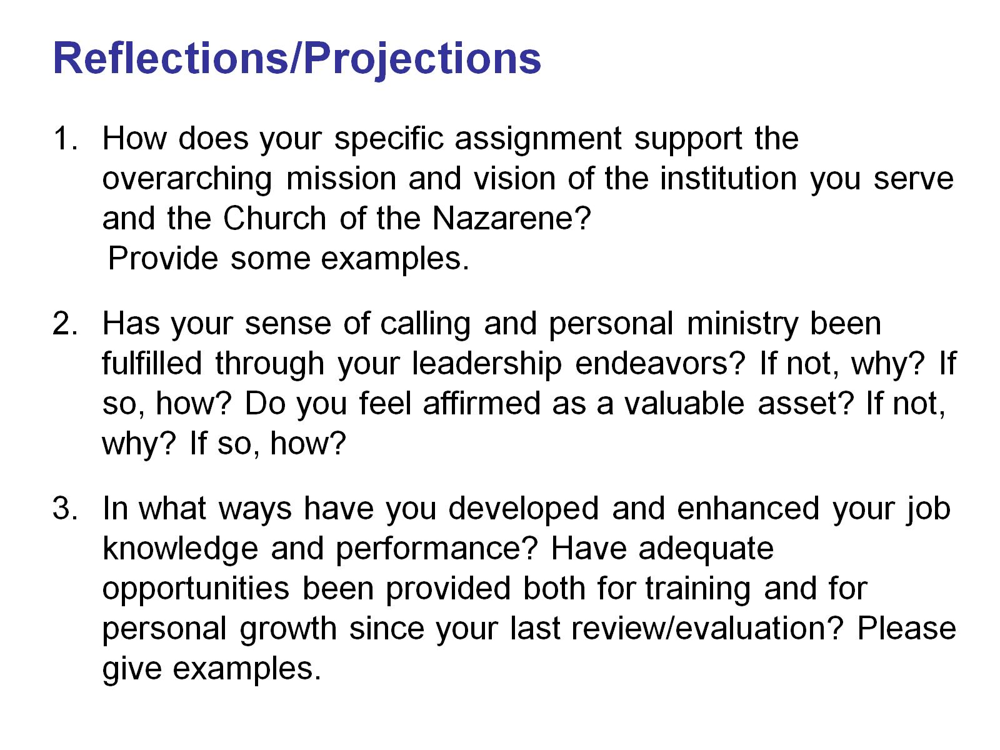 Reflections/Projections
1. How does your specific assignment support the
overarching mission and vision of the institution you serve
and the Church of the Nazarene?
Provide some examples.
2. Has your sense of calling and personal ministry been
fulfilled through your leadership endeavors? If not, why? If
so, how? Do you feel affirmed as a valuable asset? If not,
why? If so, how?
3. In what ways have you developed and enhanced your job
knowledge and performance? Have adequate
opportunities been provided both for training and for
personal growth since your last review/evaluation? Please
give examples.